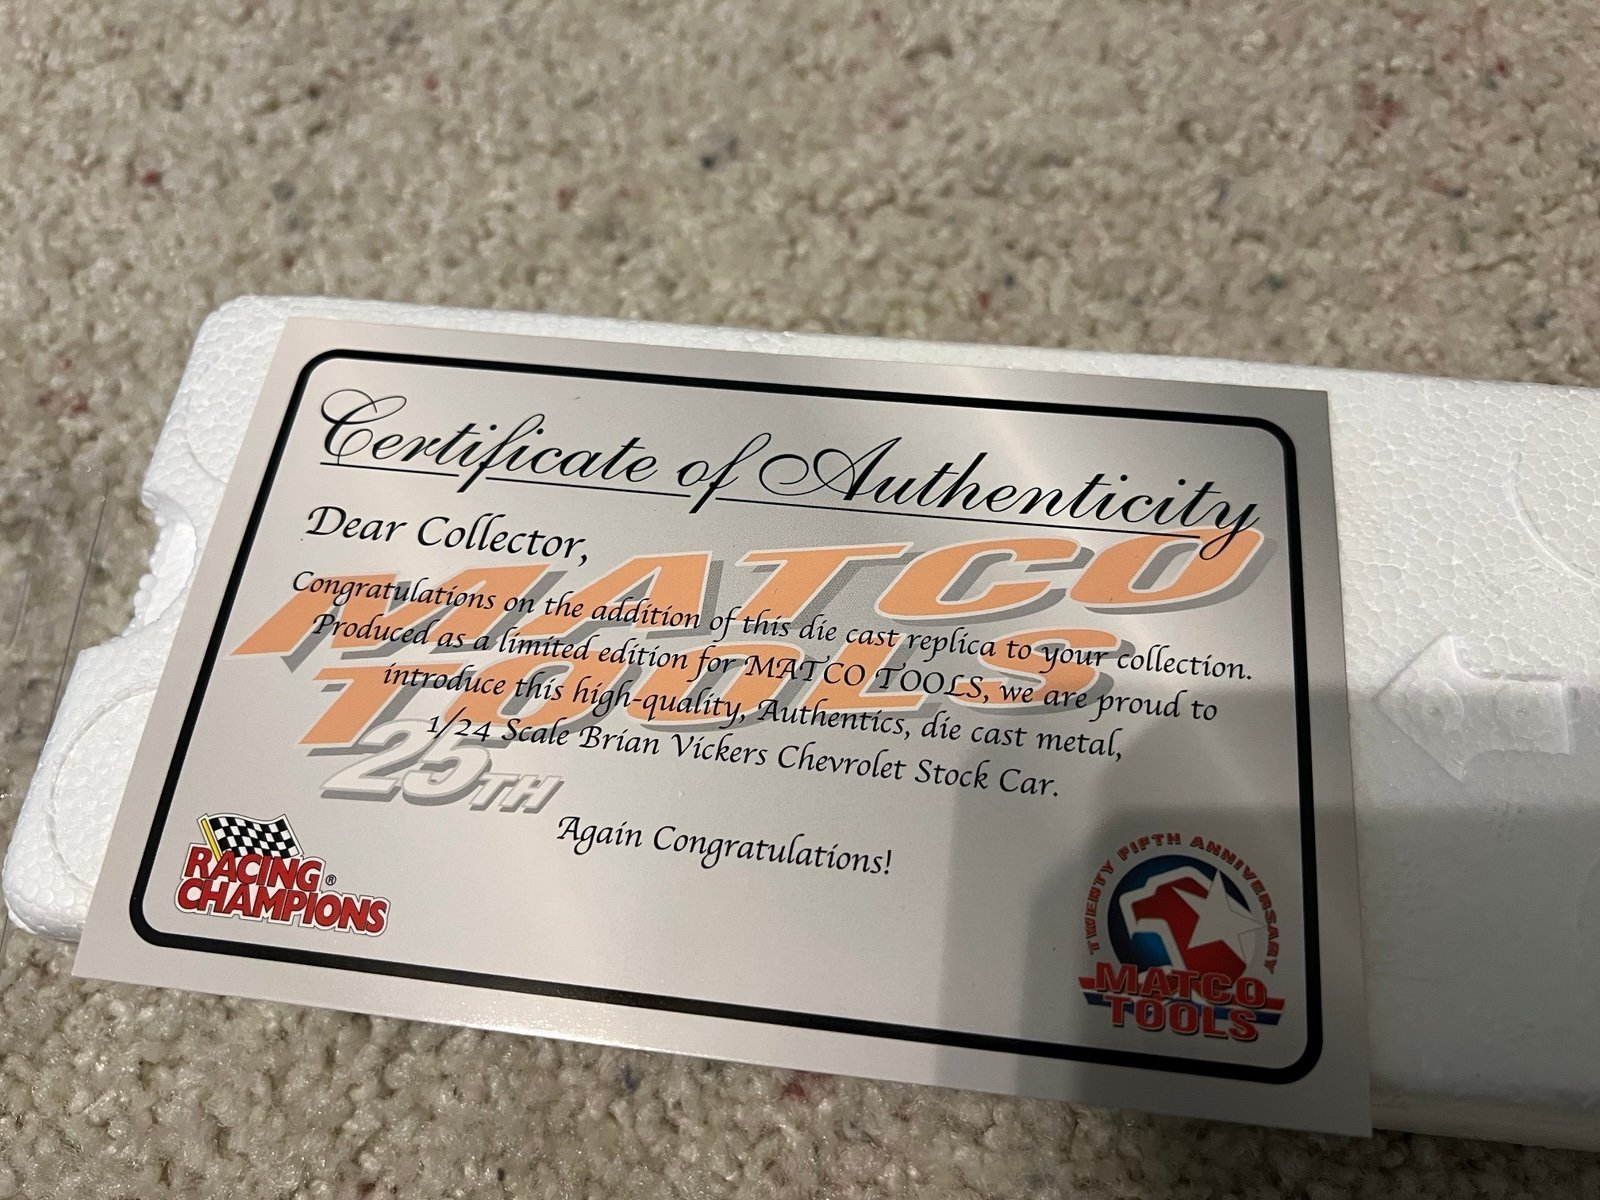 Certificate of Authenticity
Dear Collector,
MATCO
TOOLS
25TH
Congratulations on the addition of this die cast replica to your collection.
Produced as a limited edition for MATCO TOOLS, we are proud to
introduce this high-quality, Authentics, die cast metal,
1/24 Scale Brian Vickers Chevrolet Stock Car.
Again Congratulations!
RACING
CHAMPIONS®
TWENTY FIFTH ANNIVERSARY
MATCO
TOOLS